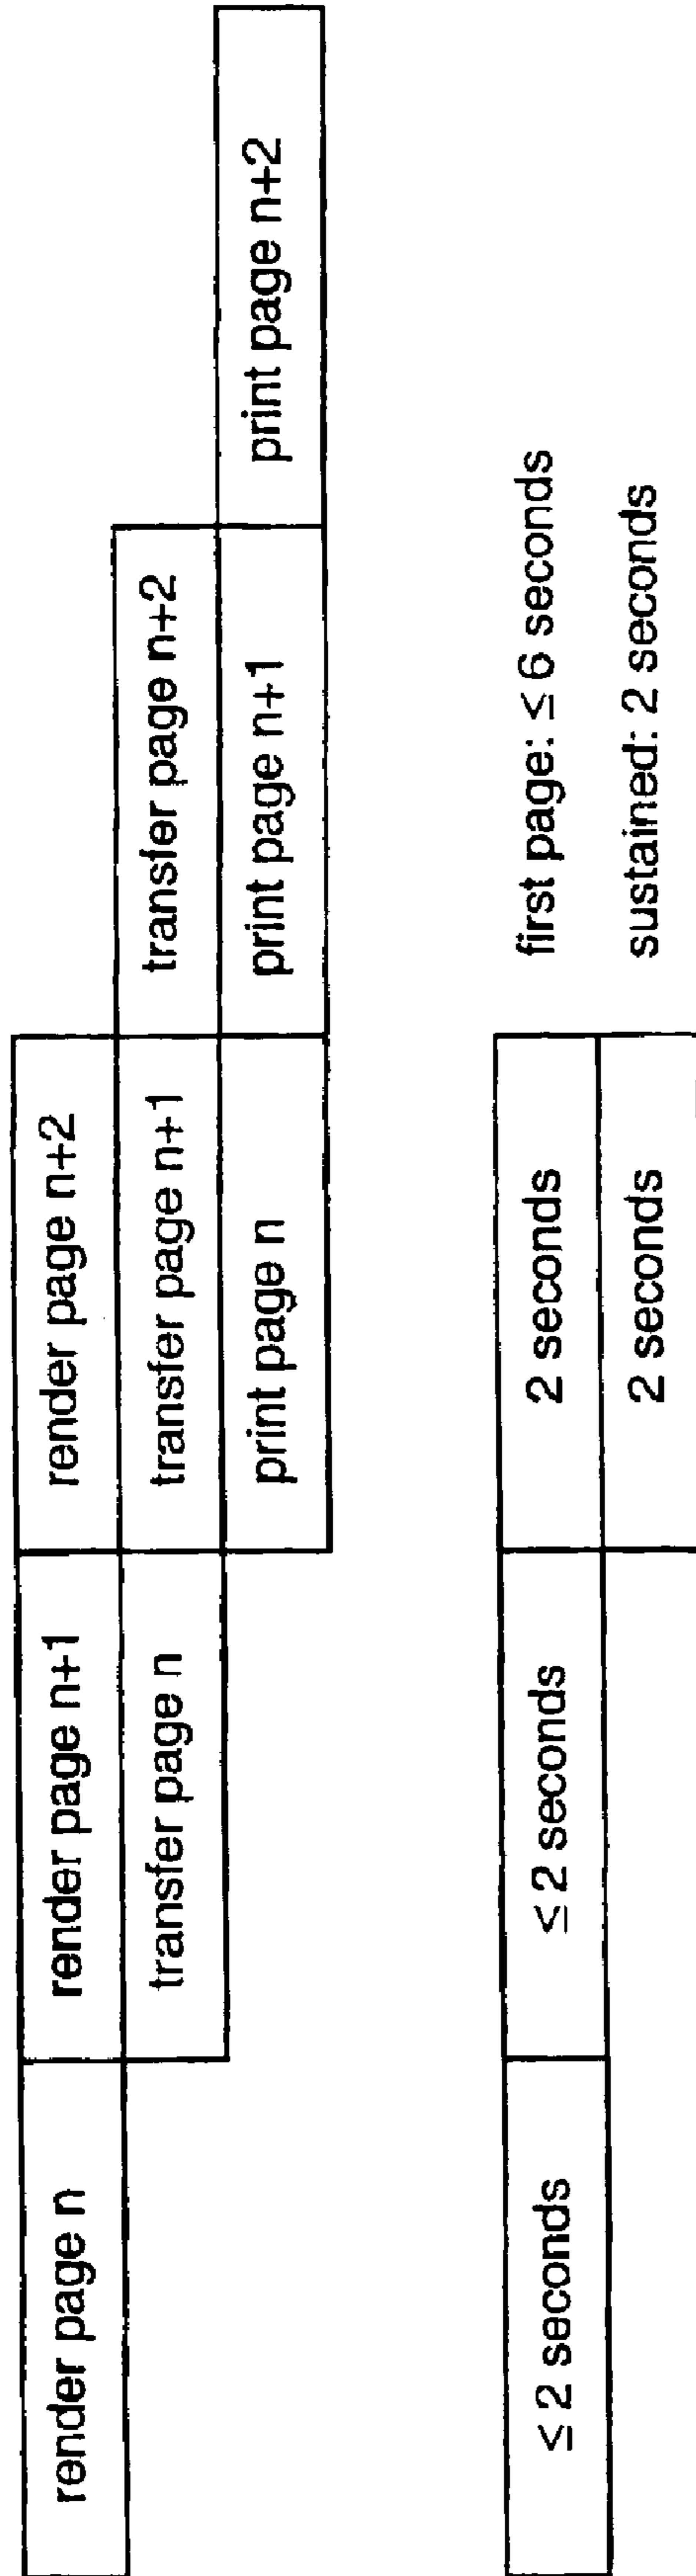 render page n
render page n+1
render page n+2
transfer page n
transfer page n+1
transfer page n+2
print page n
print page n+1
print page n+2
≤ 2 seconds
≤ 2 seconds
2 seconds
first page: ≤ 6 seconds
2 seconds
sustained: 2 seconds